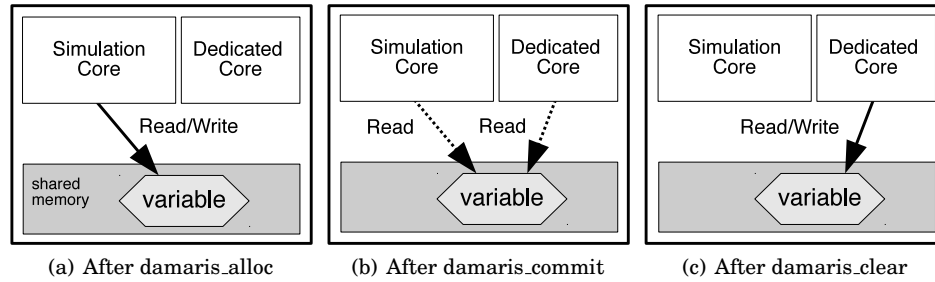 Simulation
Core
Dedicated
Core
Read/Write
shared
memory
variable
(a) After damaris_alloc
Simulation
Core
Dedicated
Core
Read
Read
variable
(b) After damaris_commit
Simulation
Core
Dedicated
Core
Read/Write
variable
(c) After damaris_clear